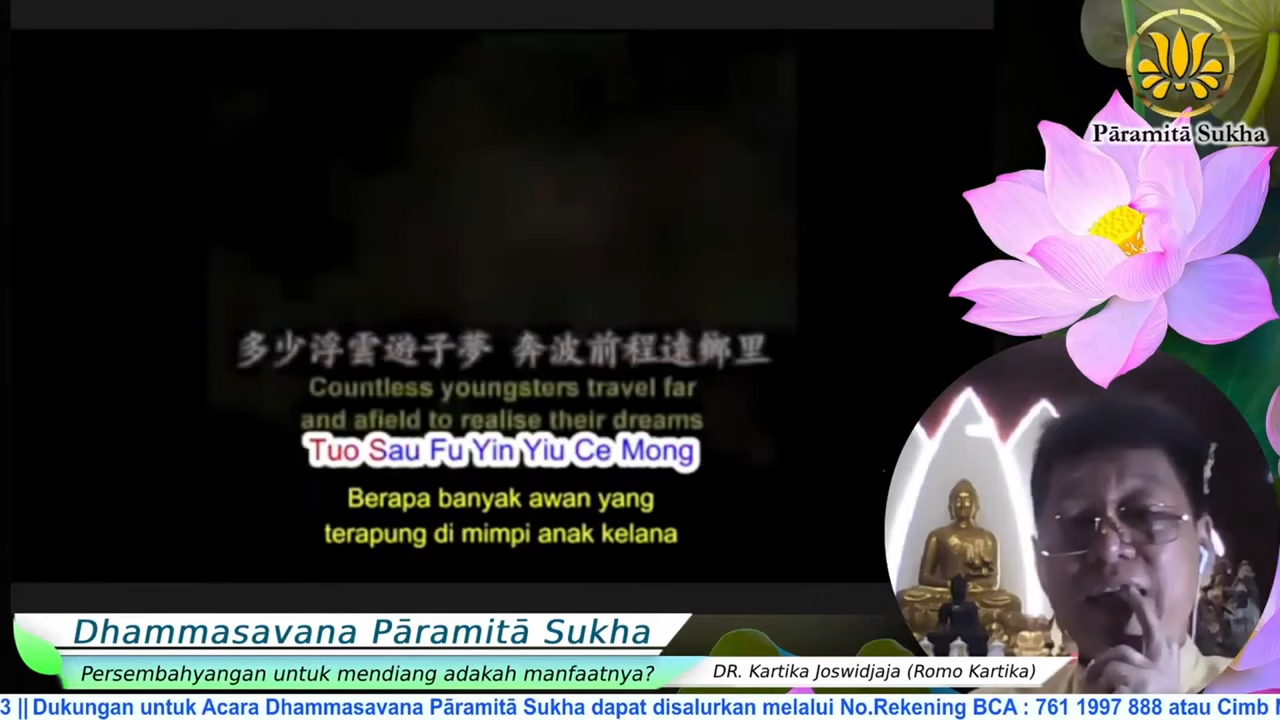 Pāramitā Sukha
多少浮雲遊子夢 奔波前程遠鄉里
Countless youngsters travel far
and afield to realise their dreams
Tuo Sau Fu Yin Yiu Ce Mong
Berapa banyak awan yang
terapung di mimpi anak kelana
Dhammasavana Pāramitā Sukha
Persembahyangan untuk mendiang adakah manfaatnya?
DR. Kartika Joswidjaja (Romo Kartika)
3 || Dukungan untuk Acara Dhammasavana Pāramitā Sukha dapat disalurkan melalui No.Rekening BCA : 761 1997 888 atau Cimb